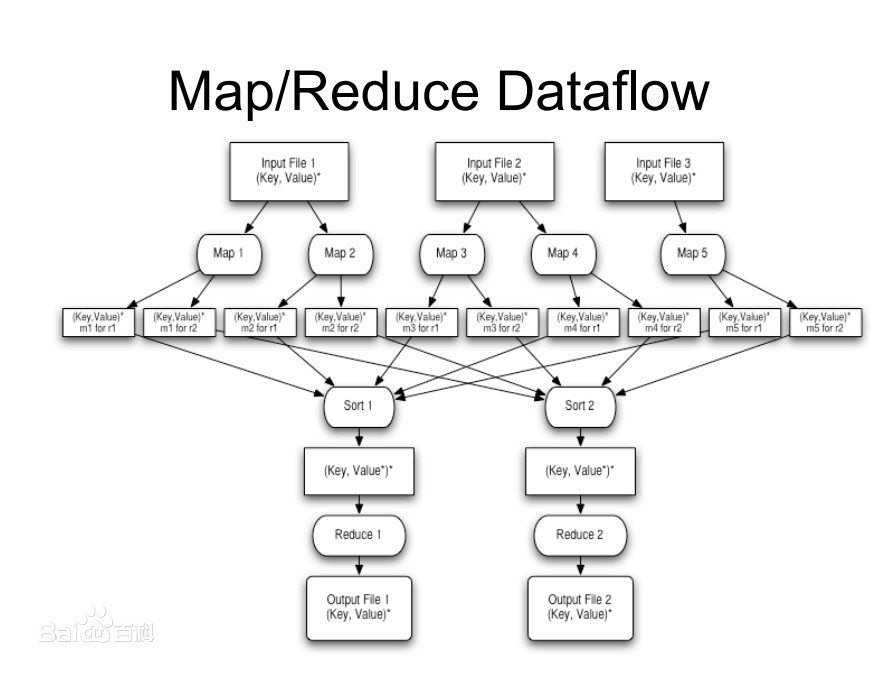 Map/Reduce Dataflow
Input File 1
(Key, Value)*
Input File 2
(Key, Value)*
Input File 3
(Key, Value)*
Map 1
Map 2
Map 3
Map 4
Map 5
(Key,Value)*
m1 for r1
(Key,Value)*
m1 for r2
(Key,Value)*
m2 for r1
(Key,Value)*
m2 for r2
(Key,Value)*
m3 for r1
(Key,Value)*
m3 for r2
(Key,Value)*
m4 for r1
(Key,Value)*
m4 for r2
(Key,Value)*
m5 for r1
(Key,Value)*
m5 for r2
Sort 1
Sort 2
(Key, Value*)*
(Key, Value*)*
Reduce 1
Reduce 2
Output File 1
(Key, Value)*
Output File 2
(Key, Value)*
Bai百科